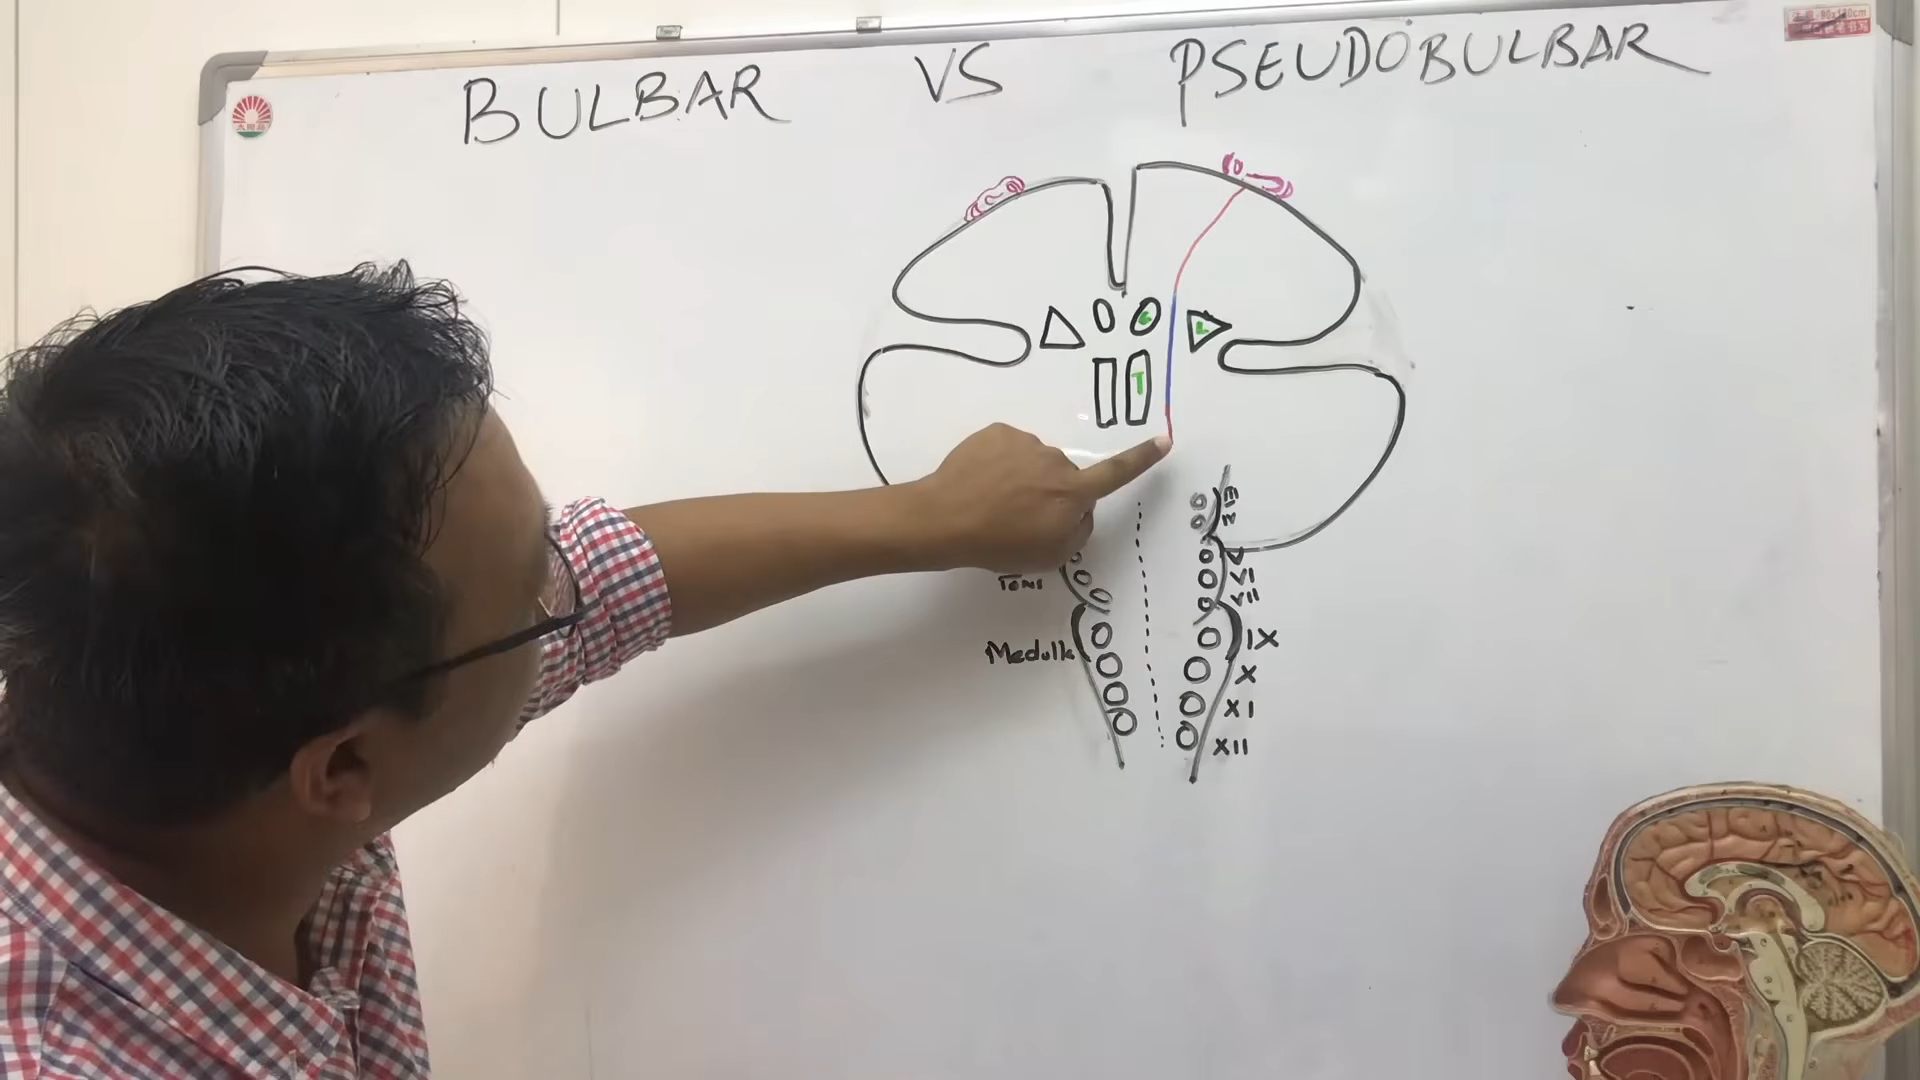 BULBAR VS PSEUDOBULBAR
C
L
T
III
IV
V
VI
VII
Pons
Medulla
IX
X
XI
XII